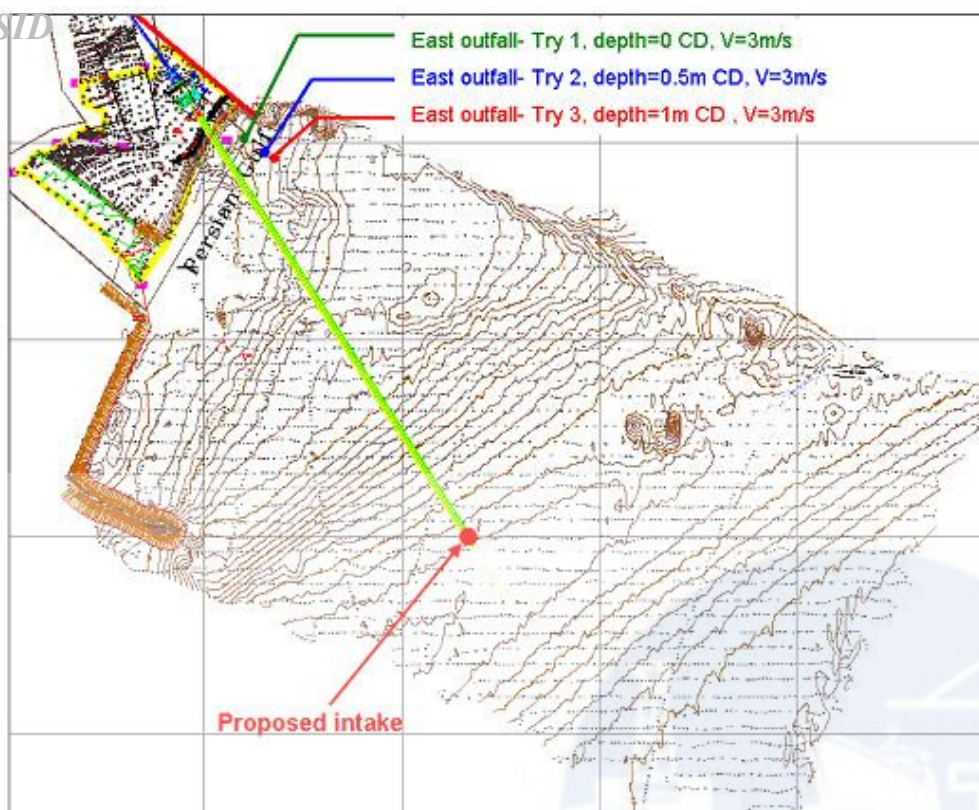 SID
East outfall- Try 1, depth=0 CD, V=3m/s
East outfall- Try 2, depth=0.5m CD, V=3m/s
East outfall- Try 3, depth=1m CD , V=3m/s
Persian
Proposed intake